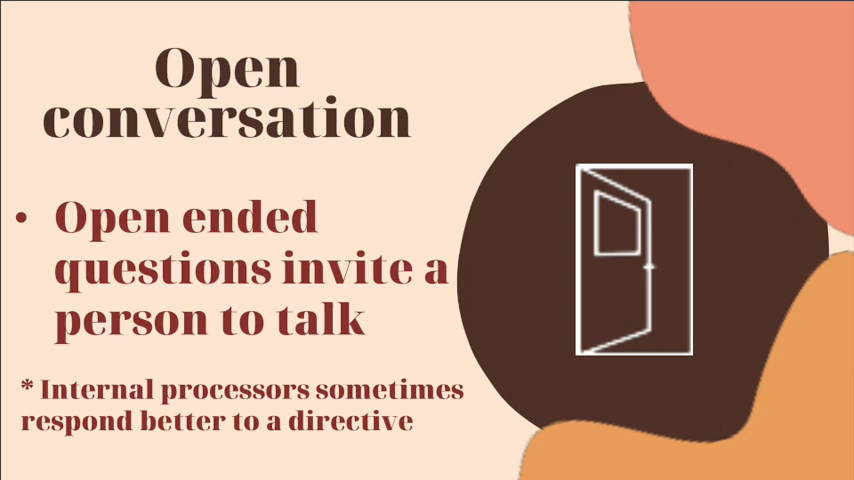 Open
conversation
• Open ended
questions invite a
person to talk
* Internal processors sometimes
respond better to a directive